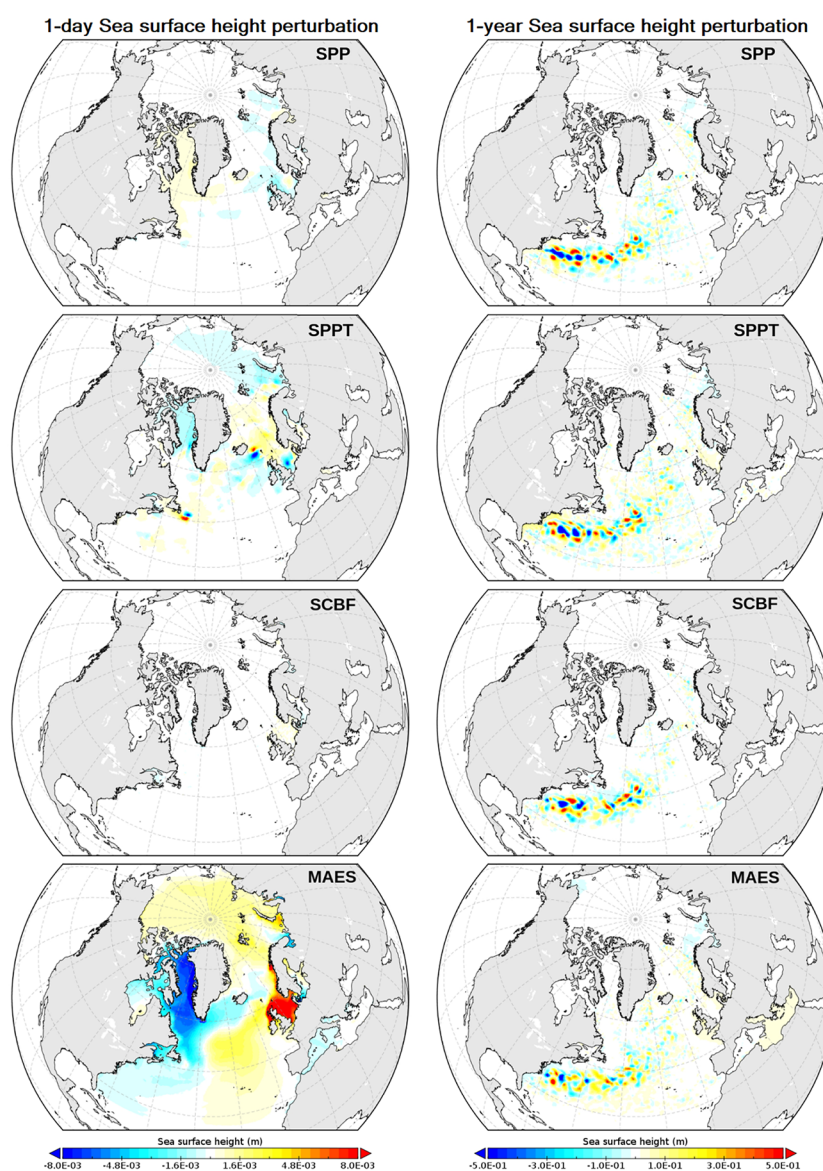 1-day Sea surface height perturbation 1-year Sea surface height perturbation
SPP SPP
SPPT SPPT
SCBF SCBF
MAES MAES
Sea surface height (m) Sea surface height (m)
-8.0E-03 -4.8E-03 -1.6E-03 1.6E-03 4.8E-03 8.0E-03 -5.0E-01 -3.0E-01 -1.0E-01 1.0E-01 3.0E-01 5.0E-01